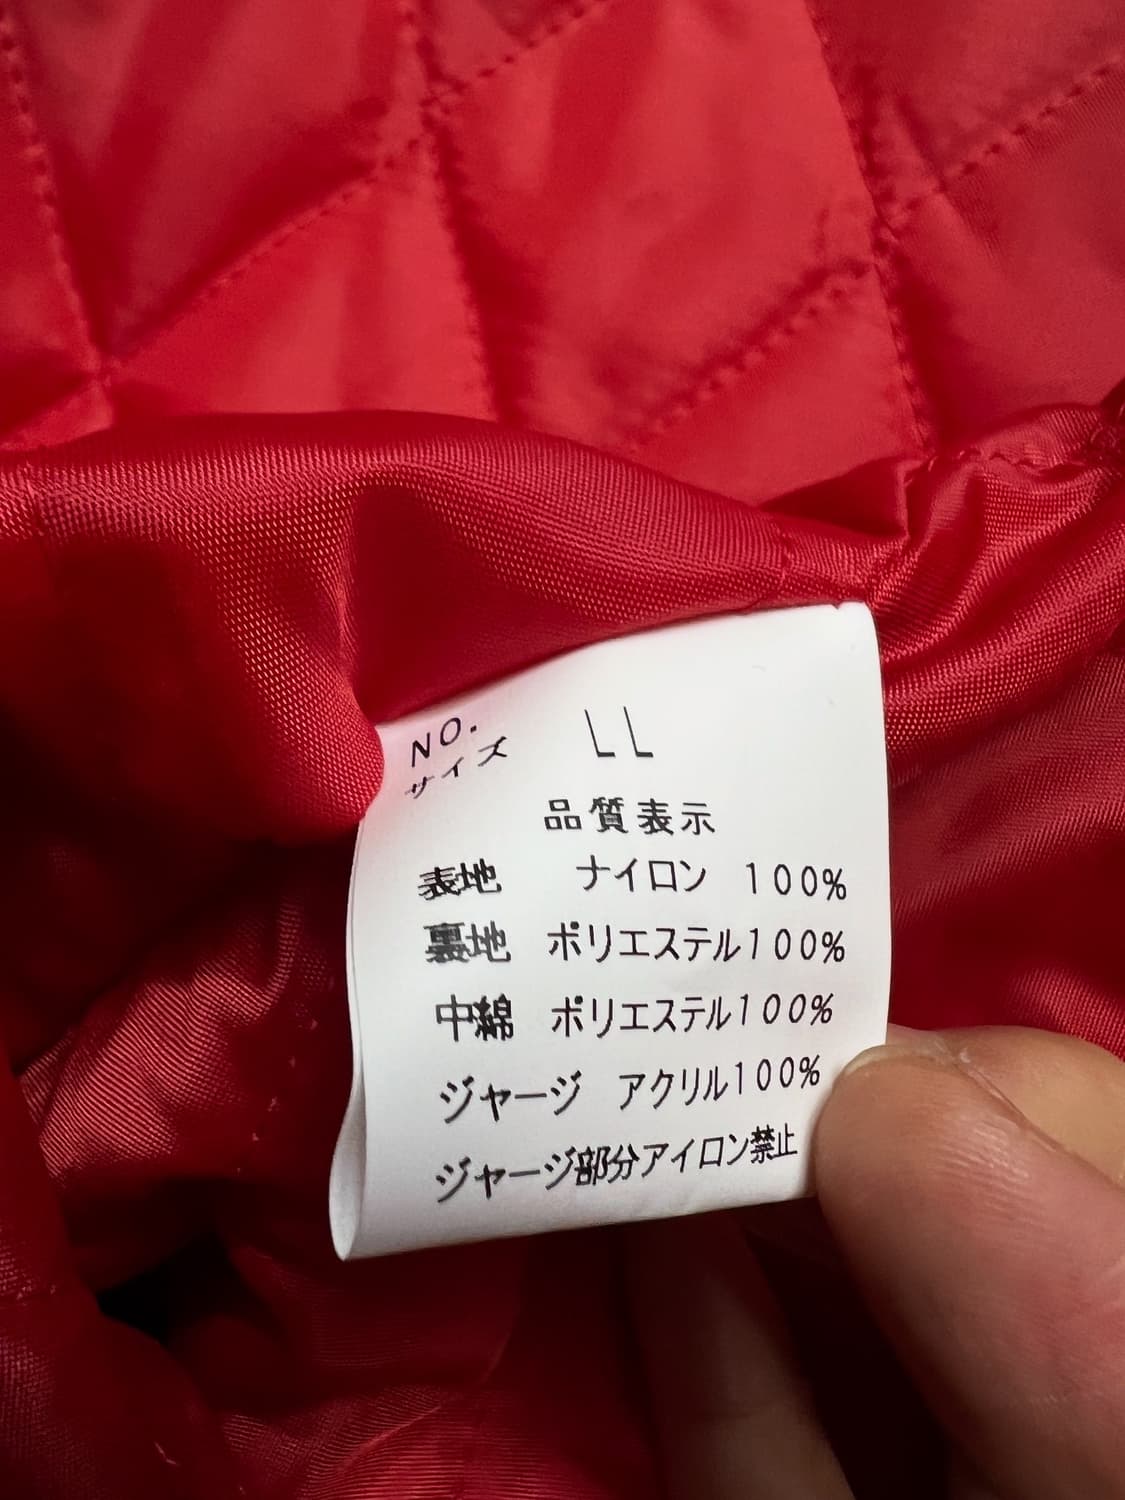 NO.
サイズ LL
品質表示
表地 ナイロン 100%
裏地 ポリエステル100%
中綿 ポリエステル100%
ジャージ アクリル100%
ジャージ部分アイロン禁止